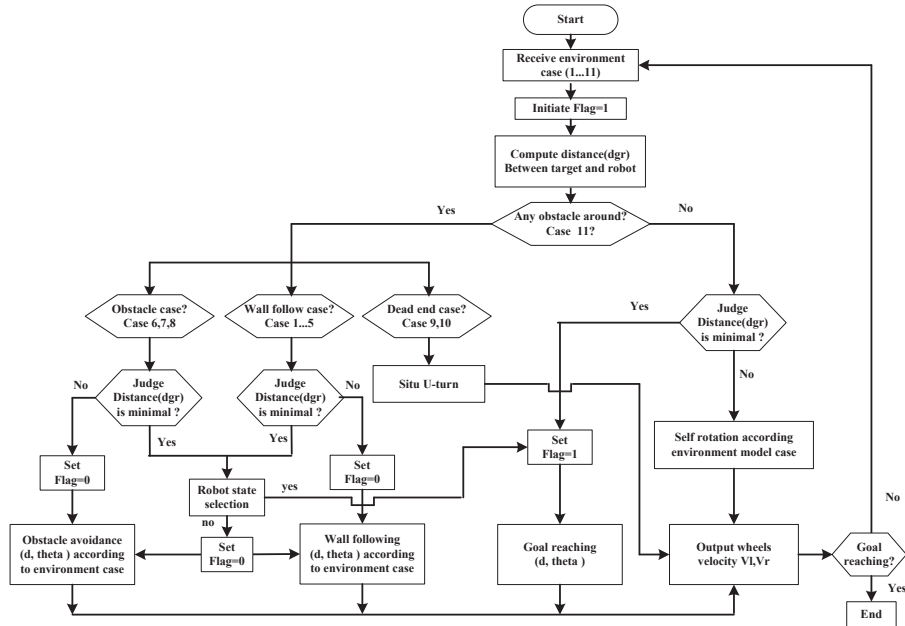 Start
Receive environment
case (1...11)
Initiate Flag=1
Compute distance(dgr)
Between target and robot
Yes
Any obstacle around?
Case 11?
No
Obstacle case?
Case 6,7,8
Wall follow case?
Case 1...5
Dead end case?
Case 9,10
Yes
Judge
Distance(dgr)
is minimal ?
No
Judge
Distance(dgr)
is minimal ?
Yes
Judge
Distance(dgr)
is minimal ?
Yes
No
Situ U-turn
No
Set
Flag=0
Set
Flag=0
Set
Flag=1
Self rotation according
environment model case
Robot state
selection
yes
no
Set
Flag=0
Obstacle avoidance
(d, theta ) according
to environment case
Wall following
(d, theta ) according
to environment case
Goal reaching
(d, theta )
Output wheels
velocity Vl,Vr
No
Goal
reaching?
Yes
End